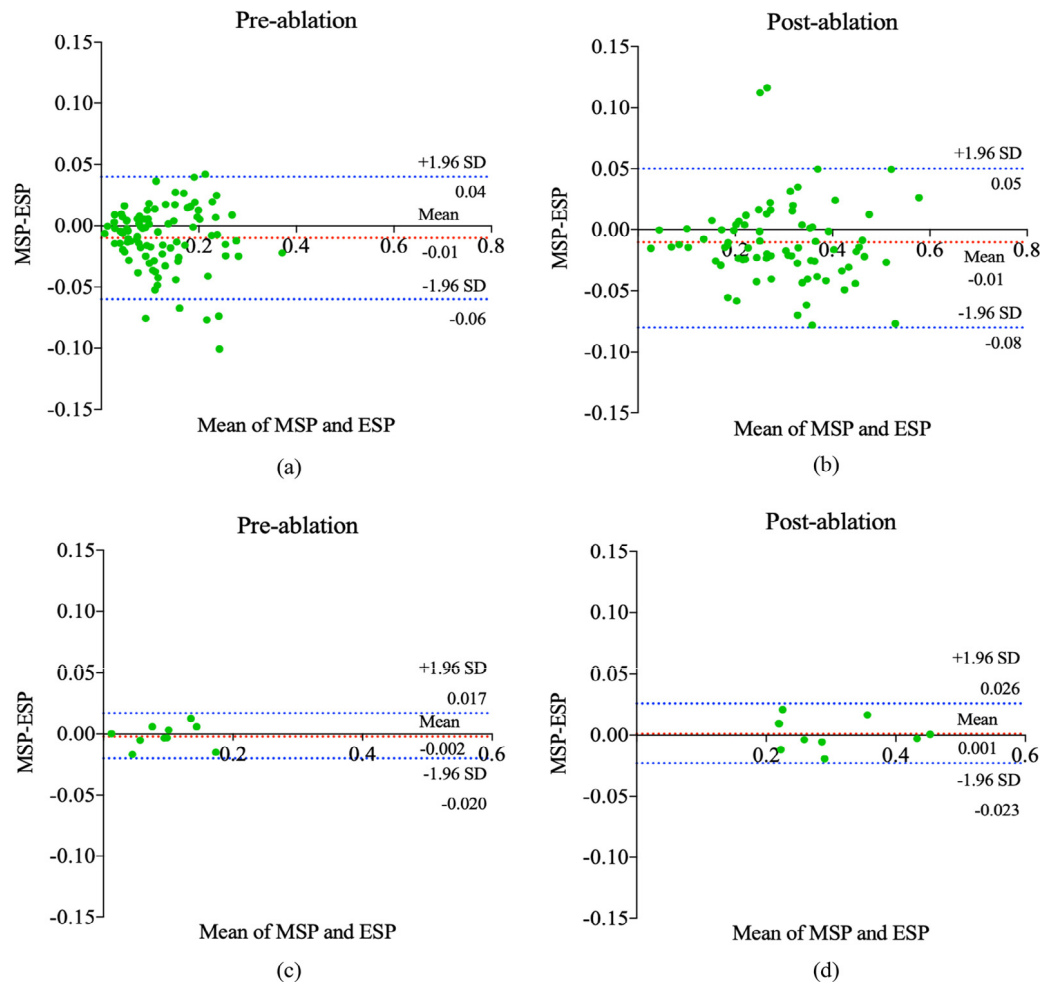 Pre-ablation
0.15
0.10
0.05
0.00
-0.05
-0.10
-0.15
MSP-ESP
0.2
0.4
0.6
0.8
+1.96 SD
0.04
Mean
-0.01
-1.96 SD
-0.06
Mean of MSP and ESP
(a)
Post-ablation
0.15
0.10
0.05
0.00
-0.05
-0.10
-0.15
MSP-ESP
0.2
0.4
0.6
0.8
+1.96 SD
0.05
Mean
-0.01
-1.96 SD
-0.08
Mean of MSP and ESP
(b)
Pre-ablation
0.15
0.10
0.05
0.00
-0.05
-0.10
-0.15
MSP-ESP
0.2
0.4
0.6
+1.96 SD
0.017
Mean
-0.002
-1.96 SD
-0.020
Mean of MSP and ESP
(c)
Post-ablation
0.15
0.10
0.05
0.00
-0.05
-0.10
-0.15
MSP-ESP
0.2
0.4
0.6
+1.96 SD
0.026
Mean
0.001
-1.96 SD
-0.023
Mean of MSP and ESP
(d)